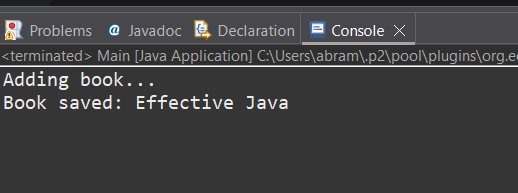 Problems @ Javadoc Declaration Console
<terminated> Main [Java Application] C:\Users\abram\.p2\pool\plugins\org.ec
Adding book...
Book saved: Effective Java